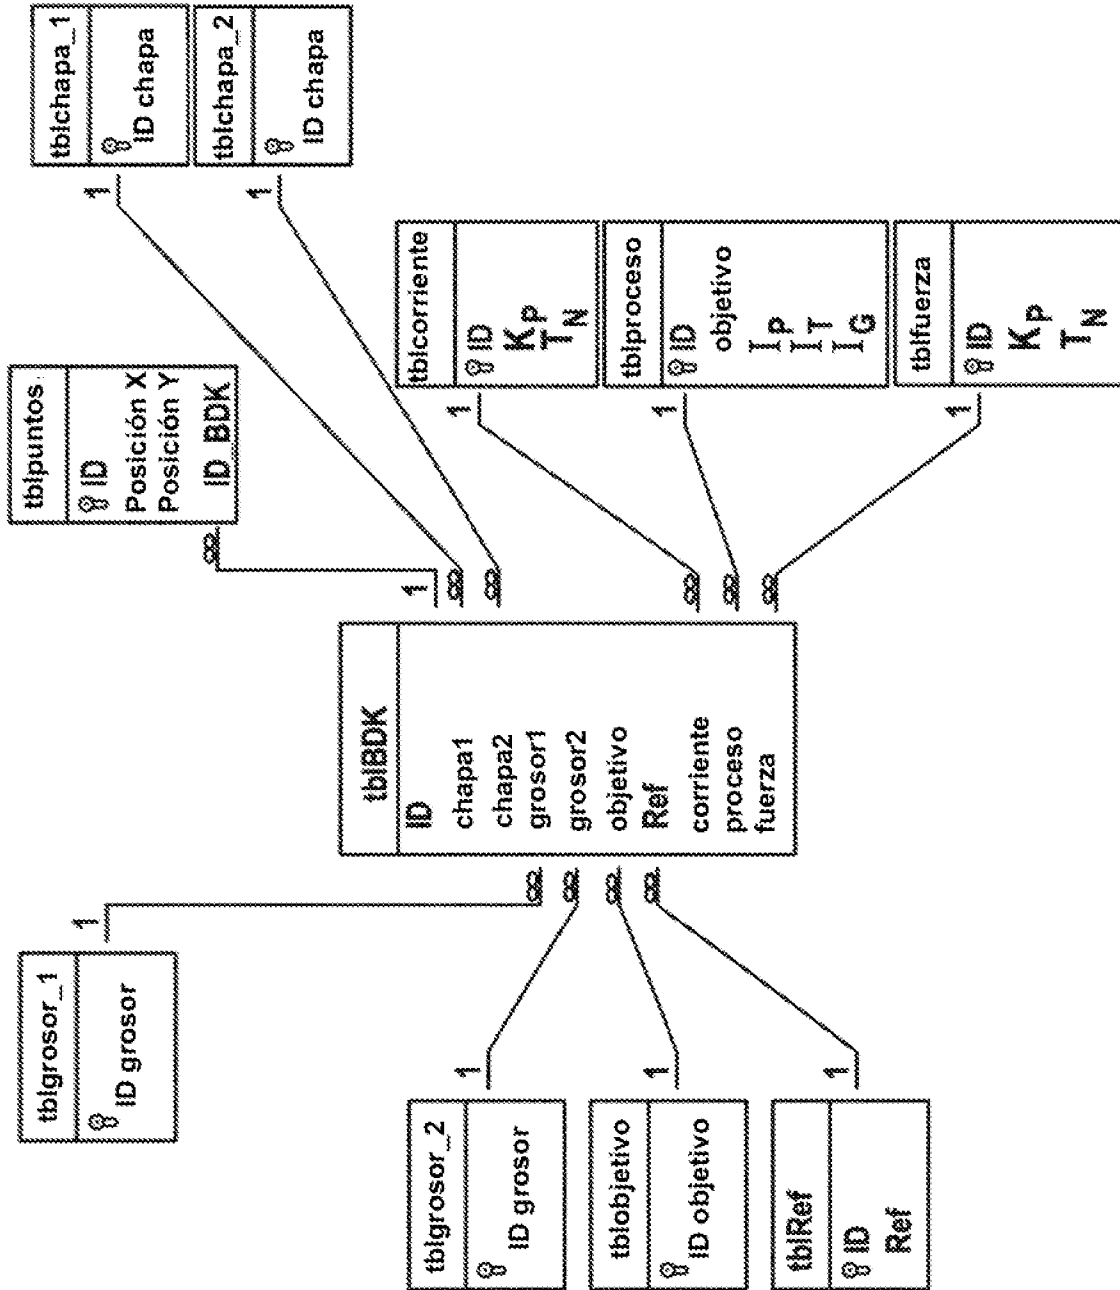 tblgrosor_1
ID grosor
tblgrosor_2
ID grosor
tblobjetivo
ID objetivo
tblRef
ID
Ref
1
1
1
1
∞
∞
∞
∞
tblBDK
ID
chapa1
chapa2
grosor1
grosor2
objetivo
Ref
corriente
proceso
fuerza
1
∞
∞
∞
∞
∞
∞
tblpuntos
ID
Posición X
Posición Y
ID BDK
1
1
1
1
1
tblchapa_1
ID chapa
tblchapa_2
ID chapa
tblcorriente
ID
KP
TN
tblproceso
ID
objetivo
IP
IT
IG
tblfuerza
ID
KP
TN